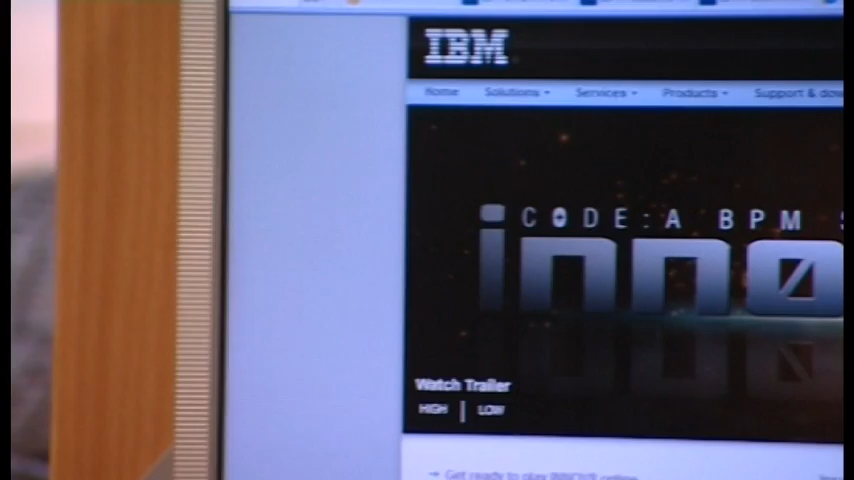 IBM
Home Solutions Services Products Support & dow
CODE:A BPM S
inno
Watch Trailer
HIGH | LOW
→ Get ready to play INNOV8 online